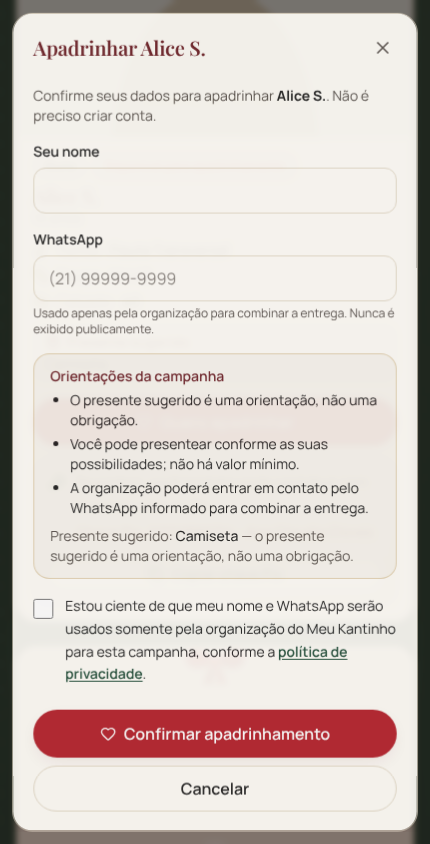 Apadrinhar Alice S.
Confirme seus dados para apadrinhar Alice S.. Não é
preciso criar conta.
Seu nome
WhatsApp
(21) 99999-9999
Usado apenas pela organização para combinar a entrega. Nunca é
exibido publicamente.
Orientações da campanha
• O presente sugerido é uma orientação, não uma
obrigação.
• Você pode presentear conforme as suas
possibilidades; não há valor mínimo.
• A organização poderá entrar em contato pelo
WhatsApp informado para combinar a entrega.
Presente sugerido: Camiseta — o presente
sugerido é uma orientação, não uma obrigação.
Estou ciente de que meu nome e WhatsApp serão
usados somente pela organização do Meu Kantinho
para esta campanha, conforme a política de
privacidade.
Confirmar apadrinhamento
Cancelar